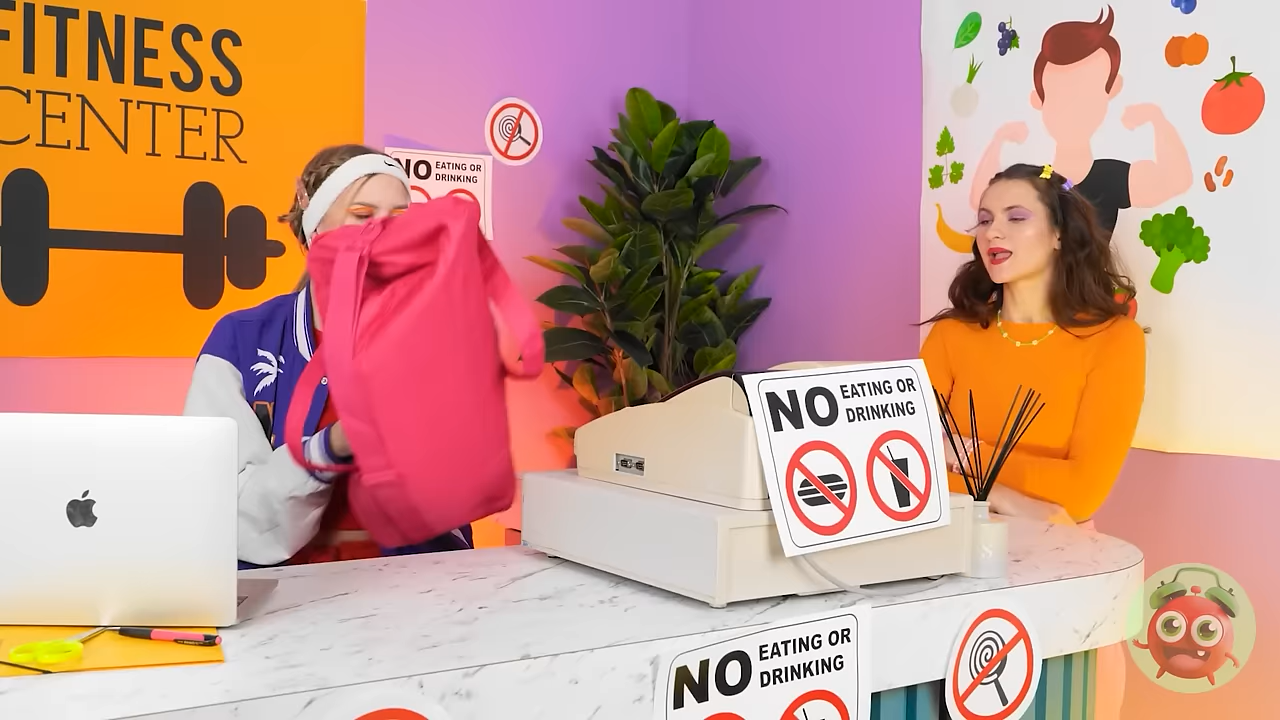 FITNESS
CENTER
NO EATING OR
DRINKING
NO EATING OR
DRINKING
NO EATING OR
DRINKING